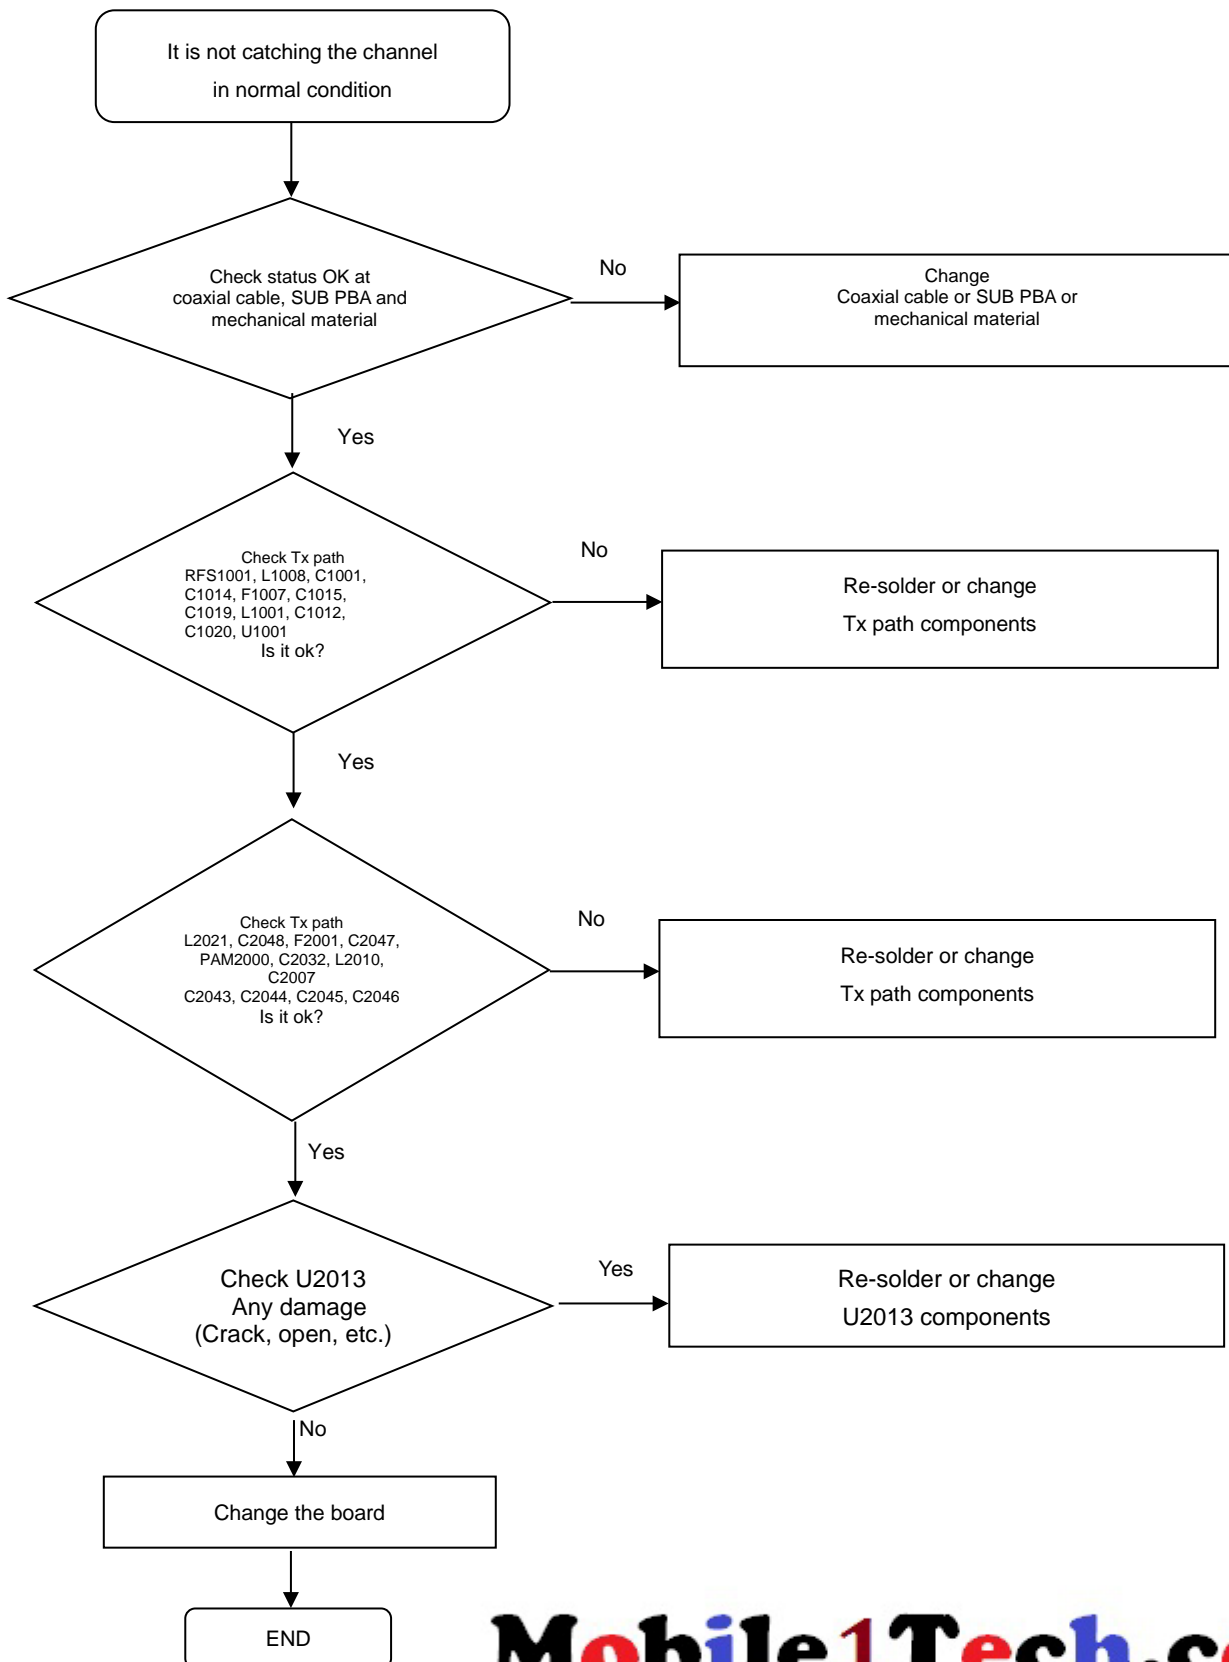 It is not catching the channel
in normal condition
Check status OK at
coaxial cable, SUB PBA and
mechanical material
No
Change
Coaxial cable or SUB PBA or
mechanical material
Yes
Check Tx path
RFS1001, L1008, C1001,
C1014, F1007, C1015,
C1019, L1001, C1012,
C1020, U1001
Is it ok?
No
Re-solder or change
Tx path components
Yes
Check Tx path
L2021, C2048, F2001, C2047,
PAM2000, C2032, L2010,
C2007
C2043, C2044, C2045, C2046
Is it ok?
No
Re-solder or change
Tx path components
Yes
Check U2013
Any damage
(Crack, open, etc.)
Yes
Re-solder or change
U2013 components
No
Change the board
END
Mobile1Tech.c